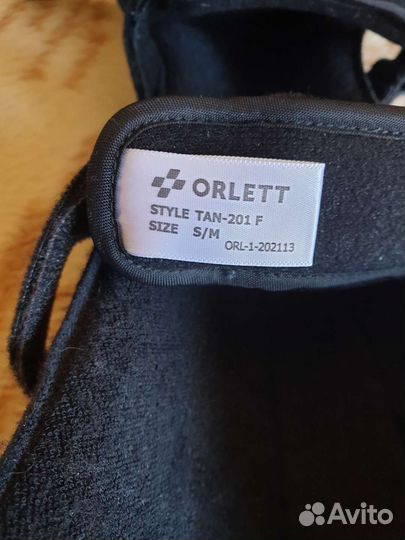 ORLETT
STYLE TAN-201 F
SIZE S/M
ORL-1-202113
Avito